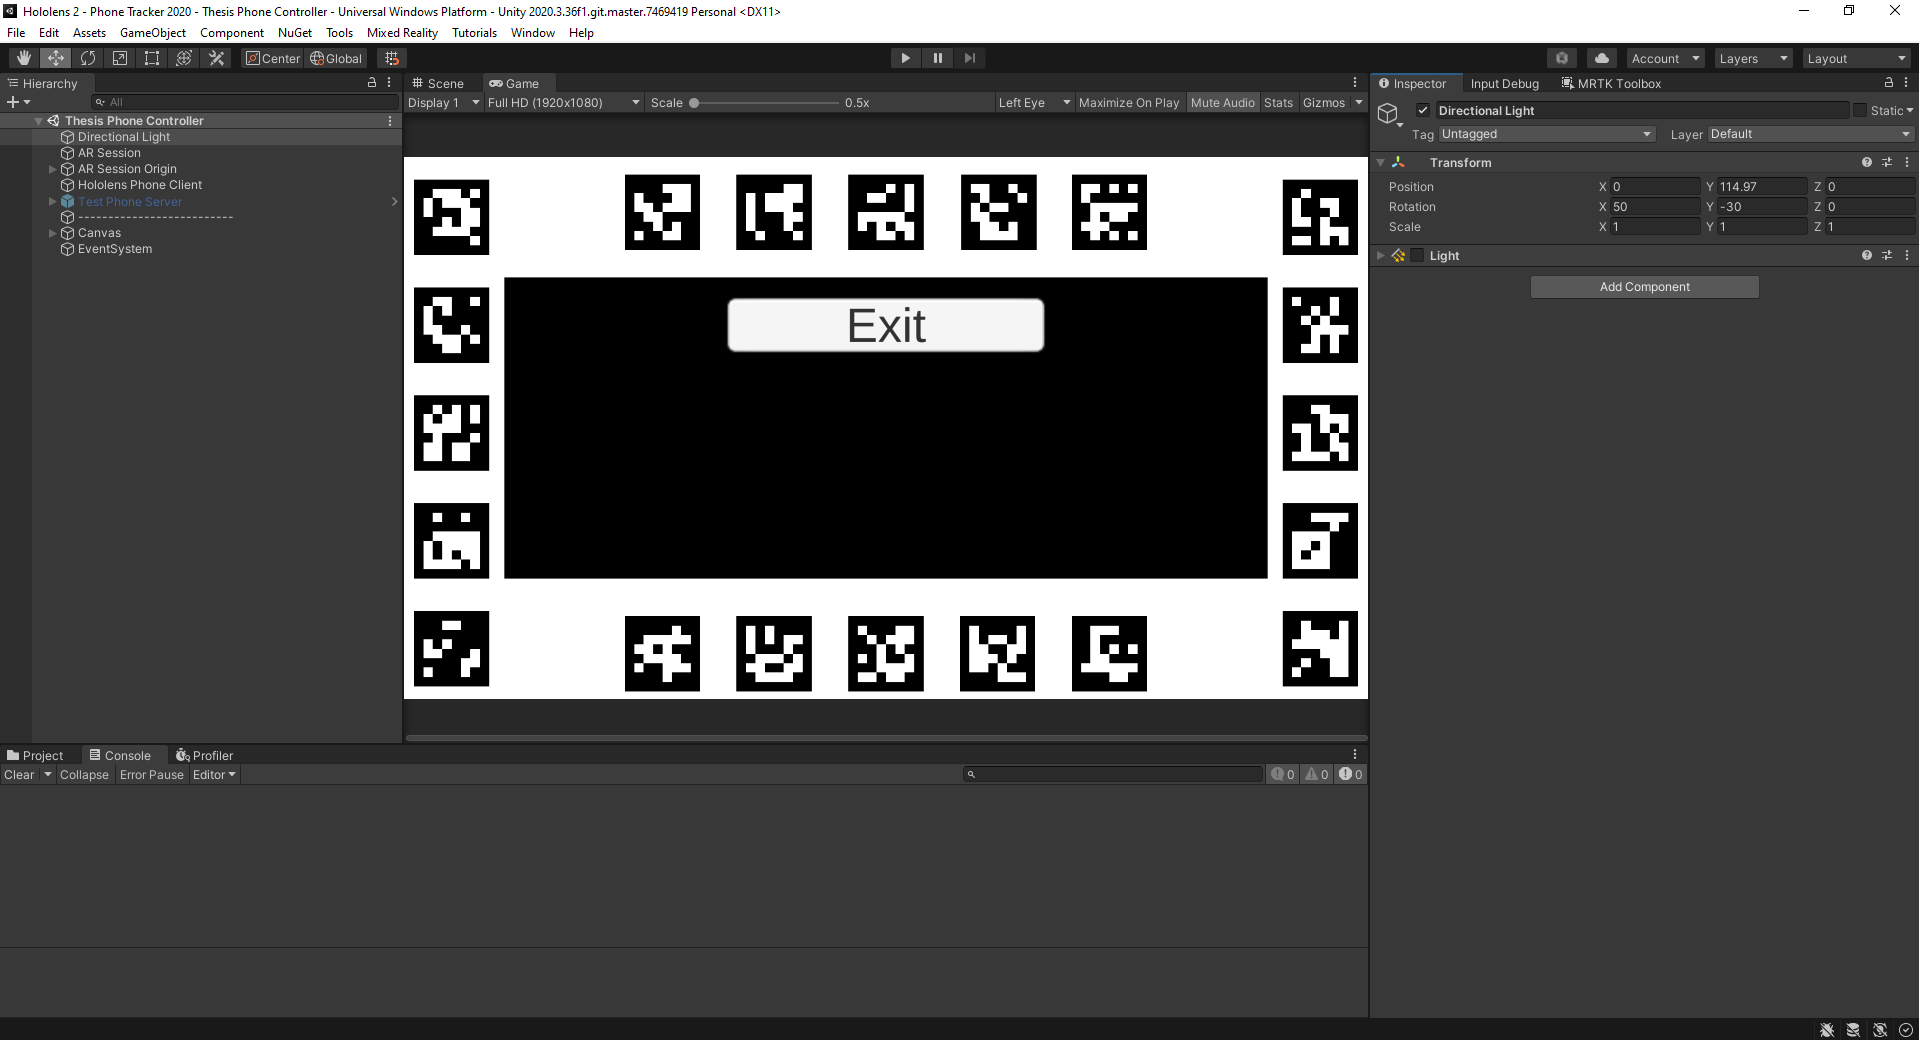 Hololens 2 - Phone Tracker 2020 - Thesis Phone Controller - Universal Windows Platform - Unity 2020.3.36f1.git.master.7469419 Personal <DX11>
File Edit Assets GameObject Component NuGet Tools Mixed Reality Tutorials Window Help
Center Global Account Layers Layout
Hierarchy
All
Thesis Phone Controller
Directional Light
AR Session
AR Session Origin
Hololens Phone Client
Test Phone Server
--------------------------
Canvas
EventSystem
Scene Game
Display 1 Full HD (1920x1080) Scale 0.5x Left Eye Maximize On Play Mute Audio Stats Gizmos
Exit
Inspector Input Debug MRTK Toolbox
Directional Light Static
Tag Untagged Layer Default
Transform
Position X 0 Y 114.97 Z 0
Rotation X 50 Y -30 Z 0
Scale X 1 Y 1 Z 1
Light
Add Component
Project Console Profiler
Clear Collapse Error Pause Editor 0 0 0